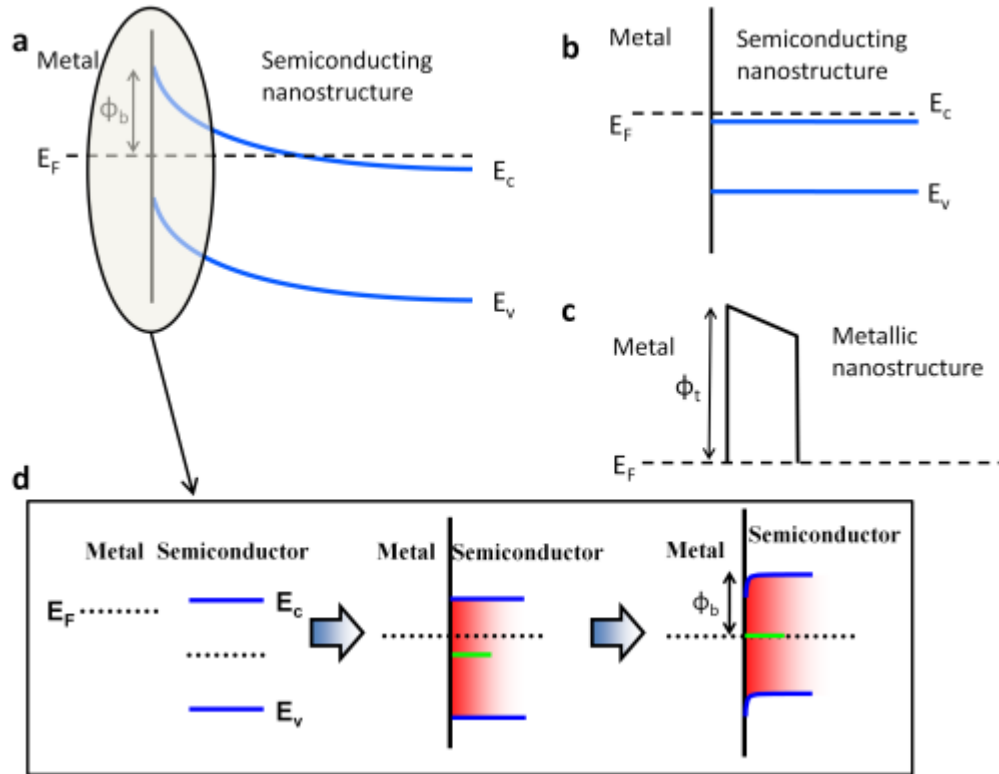 a
Metal
Semiconducting
nanostructure
ϕb
EF
Ec
Ev
b
Metal
Semiconducting
nanostructure
EF
Ec
Ev
c
Metal
Metallic
nanostructure
ϕt
EF
d
Metal Semiconductor
EF
Ec
Ev
Metal Semiconductor
Metal Semiconductor
ϕb